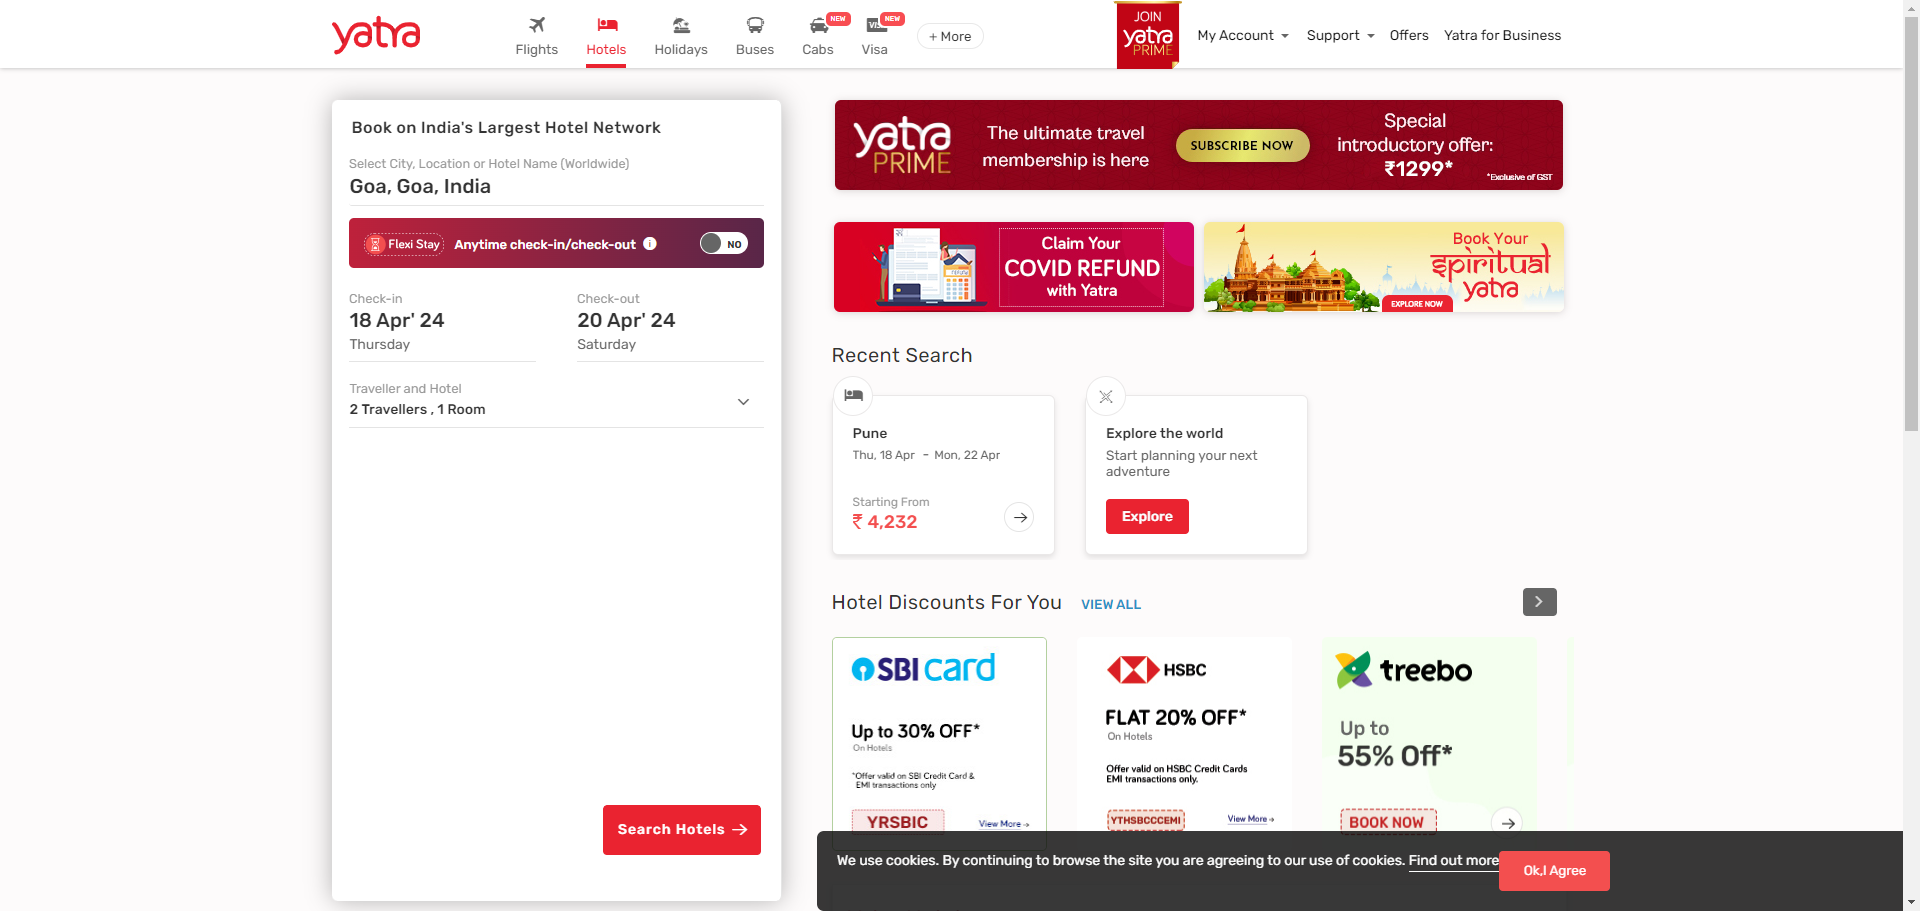 yatra
Flights
Hotels
Holidays
Buses
NEW
Cabs
VISA
NEW
Visa
+ More
JOIN
yatra
PRIME
My Account
Support
Offers
Yatra for Business
Book on India's Largest Hotel Network
Select City, Location or Hotel Name (Worldwide)
Goa, Goa, India
Flexi Stay
Anytime check-in/check-out
i
NO
Check-in
18 Apr' 24
Thursday
Check-out
20 Apr' 24
Saturday
Traveller and Hotel
2 Travellers , 1 Room
Search Hotels
yatra
PRIME
The ultimate travel
membership is here
SUBSCRIBE NOW
Special
introductory offer:
₹1299*
*Exclusive of GST
Claim Your
COVID REFUND
with Yatra
Book Your
spiritual
yatra
EXPLORE NOW
Recent Search
Pune
Thu, 18 Apr - Mon, 22 Apr
Starting From
₹ 4,232
Explore the world
Start planning your next
adventure
Explore
Hotel Discounts For You
VIEW ALL
SBI card
Up to 30% OFF*
On Hotels
*Offer valid on SBI Credit Card &
EMI transactions only
YRSBIC
View More
HSBC
FLAT 20% OFF*
On Hotels
Offer valid on HSBC Credit Cards
EMI transactions only.
YTHSBCCCEMI
View More
treebo
Up to
55% Off*
BOOK NOW
We use cookies. By continuing to browse the site you are agreeing to our use of cookies. Find out more
Ok,I Agree